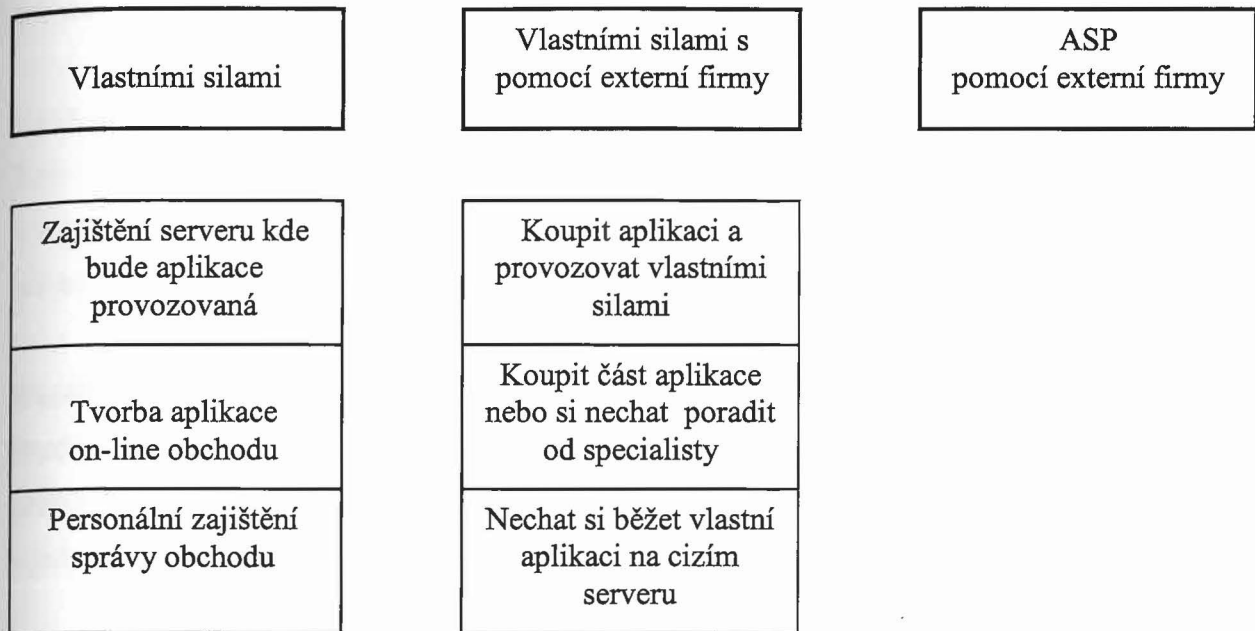 Vlastními silami
Vlastními silami s
pomocí externí firmy
ASP
pomocí externí firmy
Zajištění serveru kde
bude aplikace
provozovaná
Tvorba aplikace
on-line obchodu
Personální zajištění
správy obchodu
Koupit aplikaci a
provozovat vlastními
silami
Koupit část aplikace
nebo si nechat poradit
od specialisty
Nechat si běžet vlastní
aplikaci na cizím
serveru